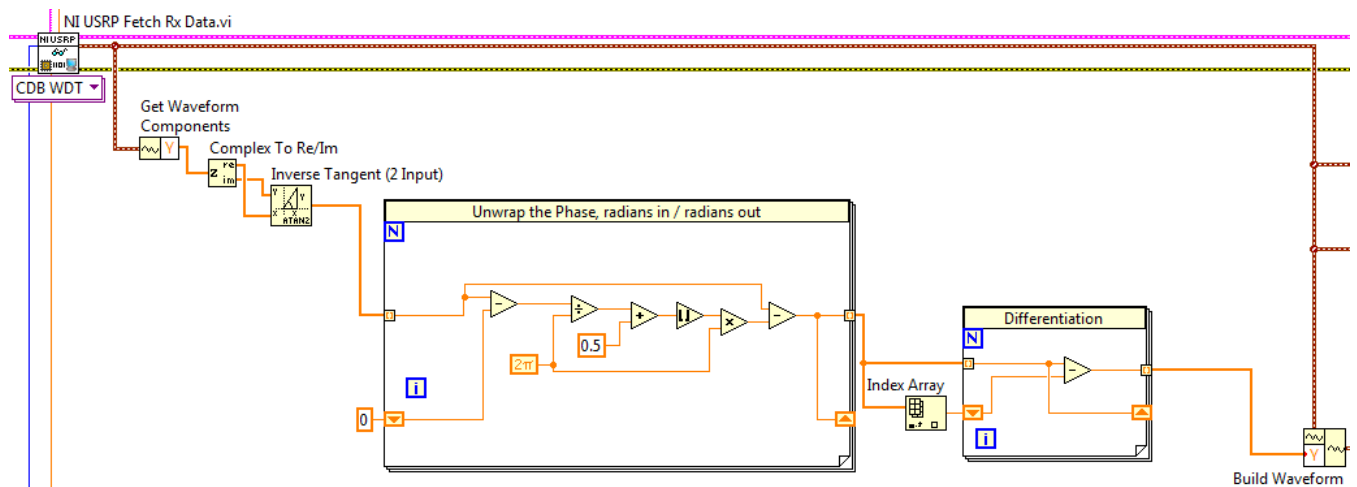 NI USRP Fetch Rx Data.vi
NIUSRP
CDB WDT
Get Waveform
Components
Y
Complex To Re/Im
z
re
im
Inverse Tangent (2 Input)
Y
Y
X
X
ATAN2
Unwrap the Phase, radians in / radians out
N
-
÷
+
x
-
0.5
2π
i
0
Differentiation
N
-
Index Array
i
Y
Build Waveform